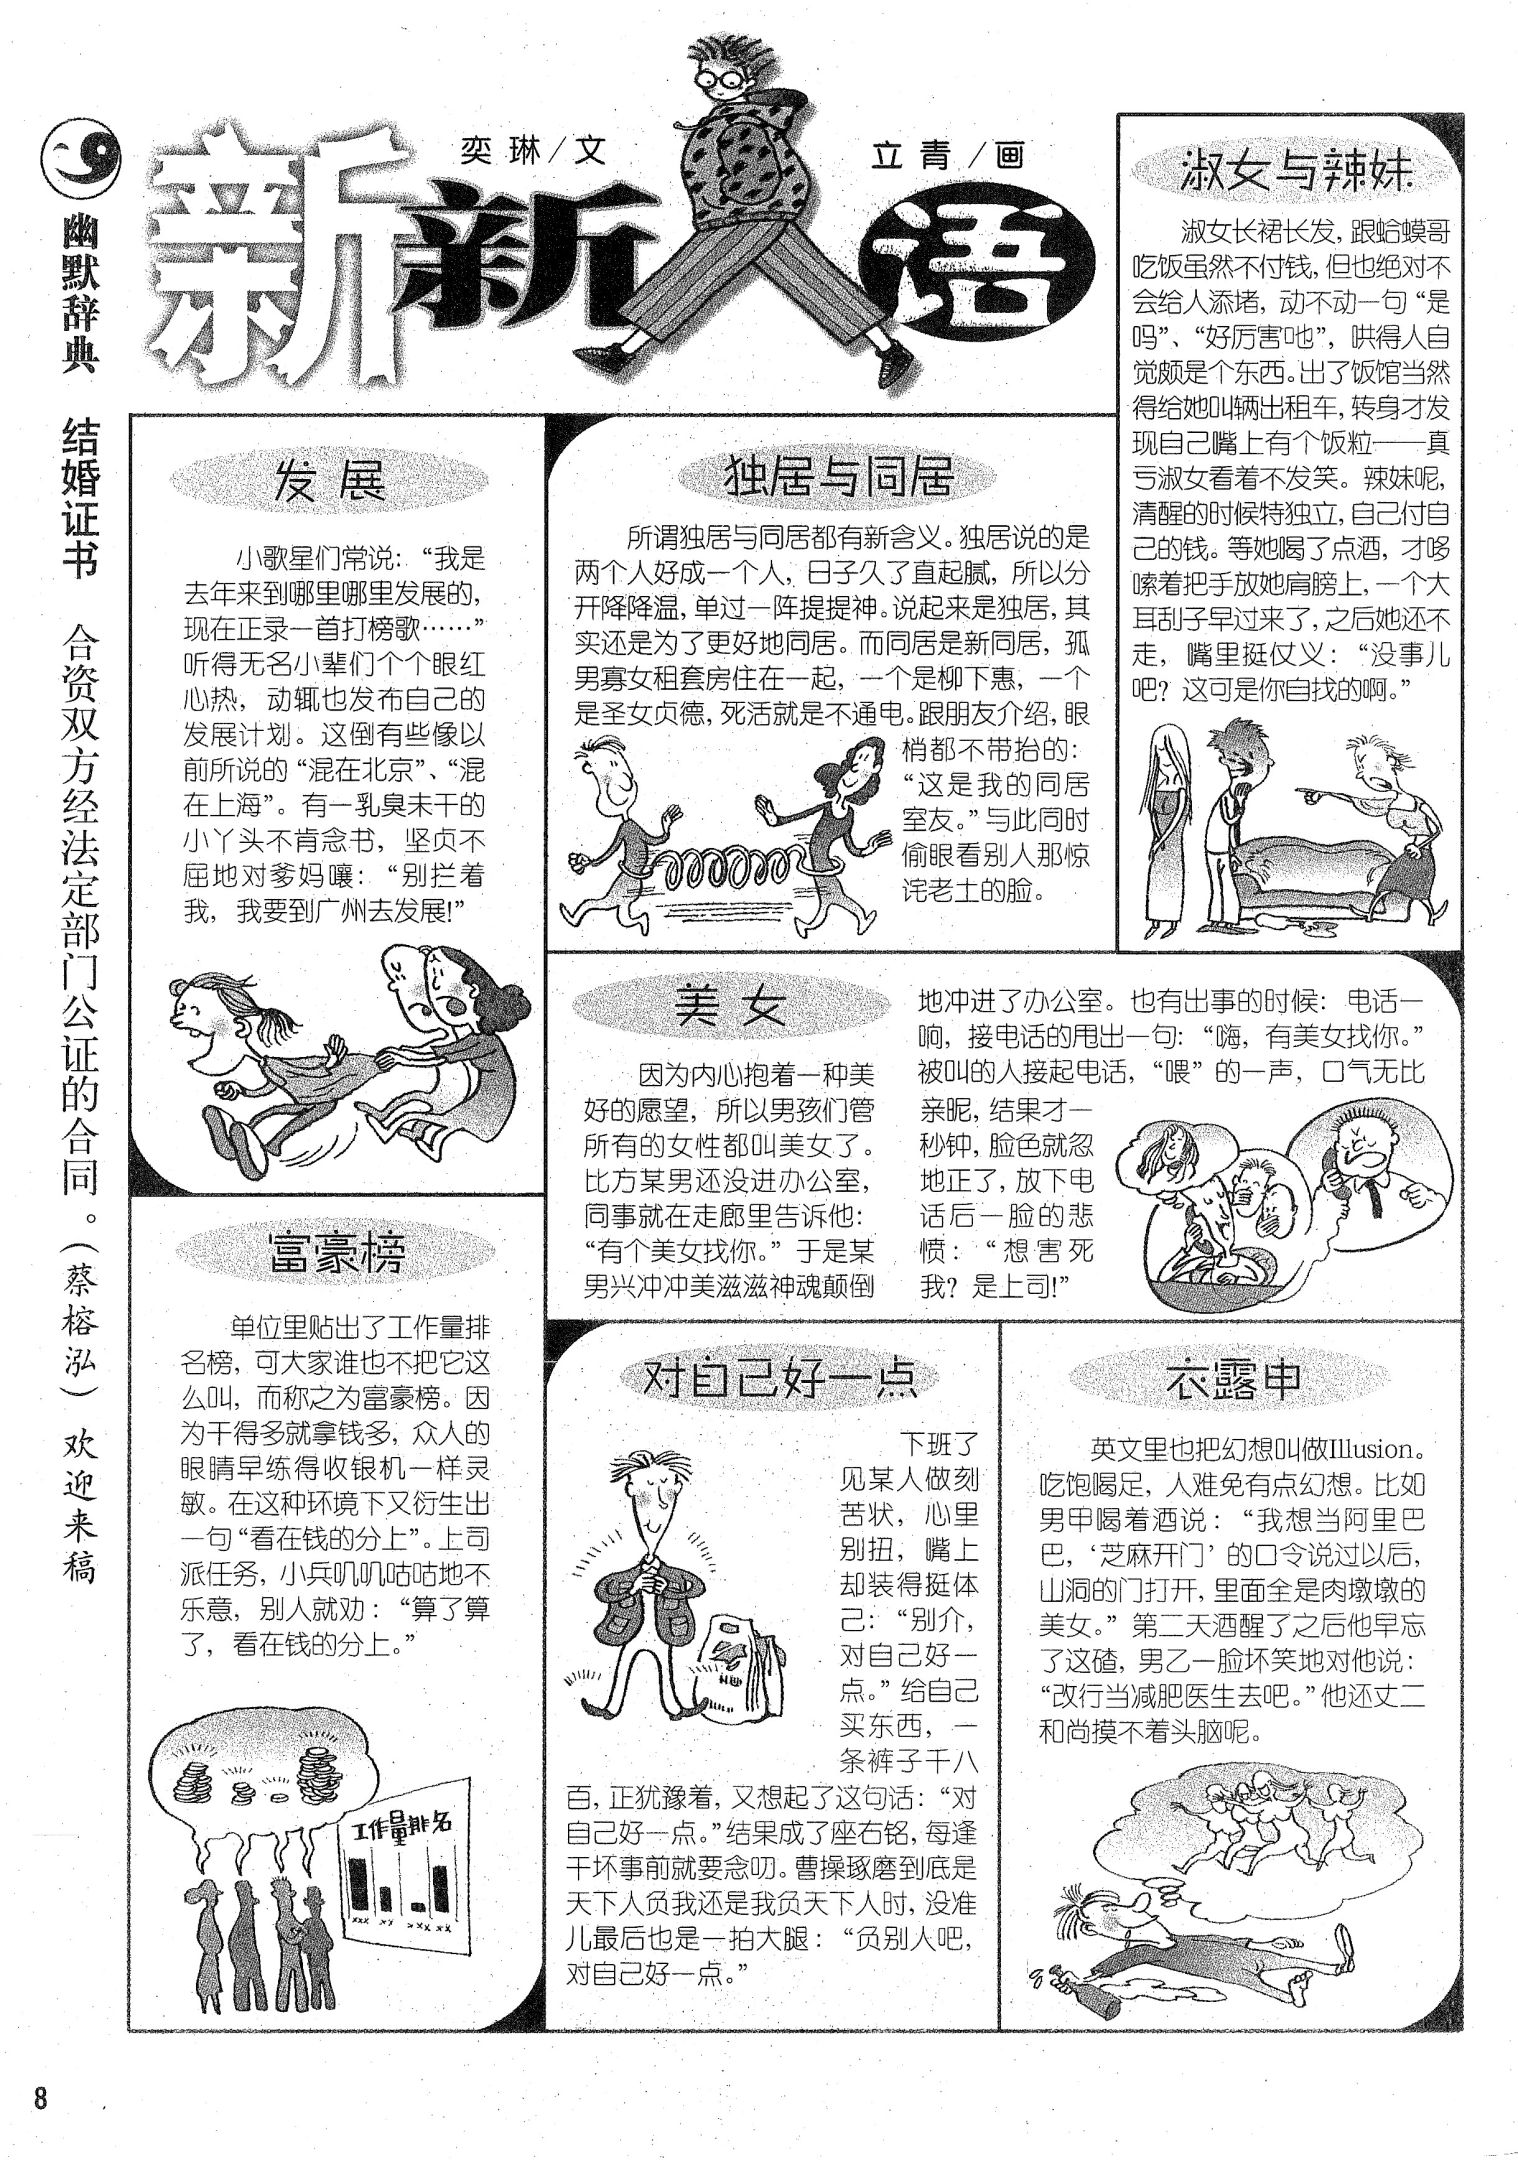 新新人语
奕琳/文
立青/画
幽默辞典 结婚证书 合资双方经法定部门公证的合同。(蔡榕泓) 欢迎来稿
发展
小歌星们常说:“我是
去年来到哪里哪里发展的,
现在正录一首打榜歌……”
听得无名小辈们个个眼红
心热,动辄也发布自己的
发展计划。这倒有些像以
前所说的“混在北京”、“混
在上海”。有一乳臭未干的
小丫头不肯念书,坚贞不
屈地对爹妈嚷:“别拦着
我,我要到广州去发展!”
富豪榜
单位里贴出了工作量排
名榜,可大家谁也不把它这
么叫,而称之为富豪榜。因
为干得多就拿钱多,众人的
眼睛早练得收银机一样灵
敏。在这种环境下又衍生出
一句“看在钱的分上”。上司
派任务,小兵叽叽咕咕地不
乐意,别人就劝:“算了算
了,看在钱的分上。”
工作量排名
xxx xx xxx xx
独居与同居
所谓独居与同居都有新含义。独居说的是
两个人好成一个人,日子久了直起腻,所以分
开降降温,单过一阵提提神。说起来是独居,其
实还是为了更好地同居。而同居是新同居,孤
男寡女租套房住在一起,一个是柳下惠,一个
是圣女贞德,死活就是不通电。跟朋友介绍,眼
梢都不带抬的:
“这是我的同居
室友。”与此同时
偷眼看别人那惊
诧老土的脸。
淑女与辣妹
淑女长裙长发,跟蛤蟆哥
吃饭虽然不付钱,但也绝对不
会给人添堵,动不动一句“是
吗”、“好厉害吔”,哄得人自
觉颇是个东西。出了饭馆当然
得给她叫辆出租车,转身才发
现自己嘴上有个饭粒——真
亏淑女看着不发笑。辣妹呢,
清醒的时候特独立,自己付自
己的钱。等她喝了点酒,才哆
嗦着把手放她肩膀上,一个大
耳刮子早过来了,之后她还不
走,嘴里挺仗义:“没事儿
吧?这可是你自找的啊。”
美女
因为内心抱着一种美
好的愿望,所以男孩们管
所有的女性都叫美女了。
比方某男还没进办公室,
同事就在走廊里告诉他:
“有个美女找你。”于是某
男兴冲冲美滋滋神魂颠倒
地冲进了办公室。也有出事的时候:电话一
响,接电话的甩出一句:“嗨,有美女找你。”
被叫的人接起电话,“喂”的一声,口气无比
亲昵,结果才一
秒钟,脸色就忽
地正了,放下电
话后一脸的悲
愤:“想害死
我?是上司!”
对自己好一点
下班了
见某人做刻
苦状,心里
别扭,嘴上
却装得挺体
己:“别介,
对自己好一
点。”给自己
买东西,一
条裤子千八
百,正犹豫着,又想起了这句话:“对
自己好一点。”结果成了座右铭,每逢
干坏事前就要念叨。曹操琢磨到底是
天下人负我还是我负天下人时,没准
儿最后也是一拍大腿:“负别人吧,
对自己好一点。”
衣露申
英文里也把幻想叫做Illusion。
吃饱喝足,人难免有点幻想。比如
男甲喝着酒说:“我想当阿里巴
巴,‘芝麻开门’的口令说过以后,
山洞的门打开,里面全是肉墩墩的
美女。”第二天酒醒了之后他早忘
了这碴,男乙一脸坏笑地对他说:
“改行当减肥医生去吧。”他还丈二
和尚摸不着头脑呢。
8